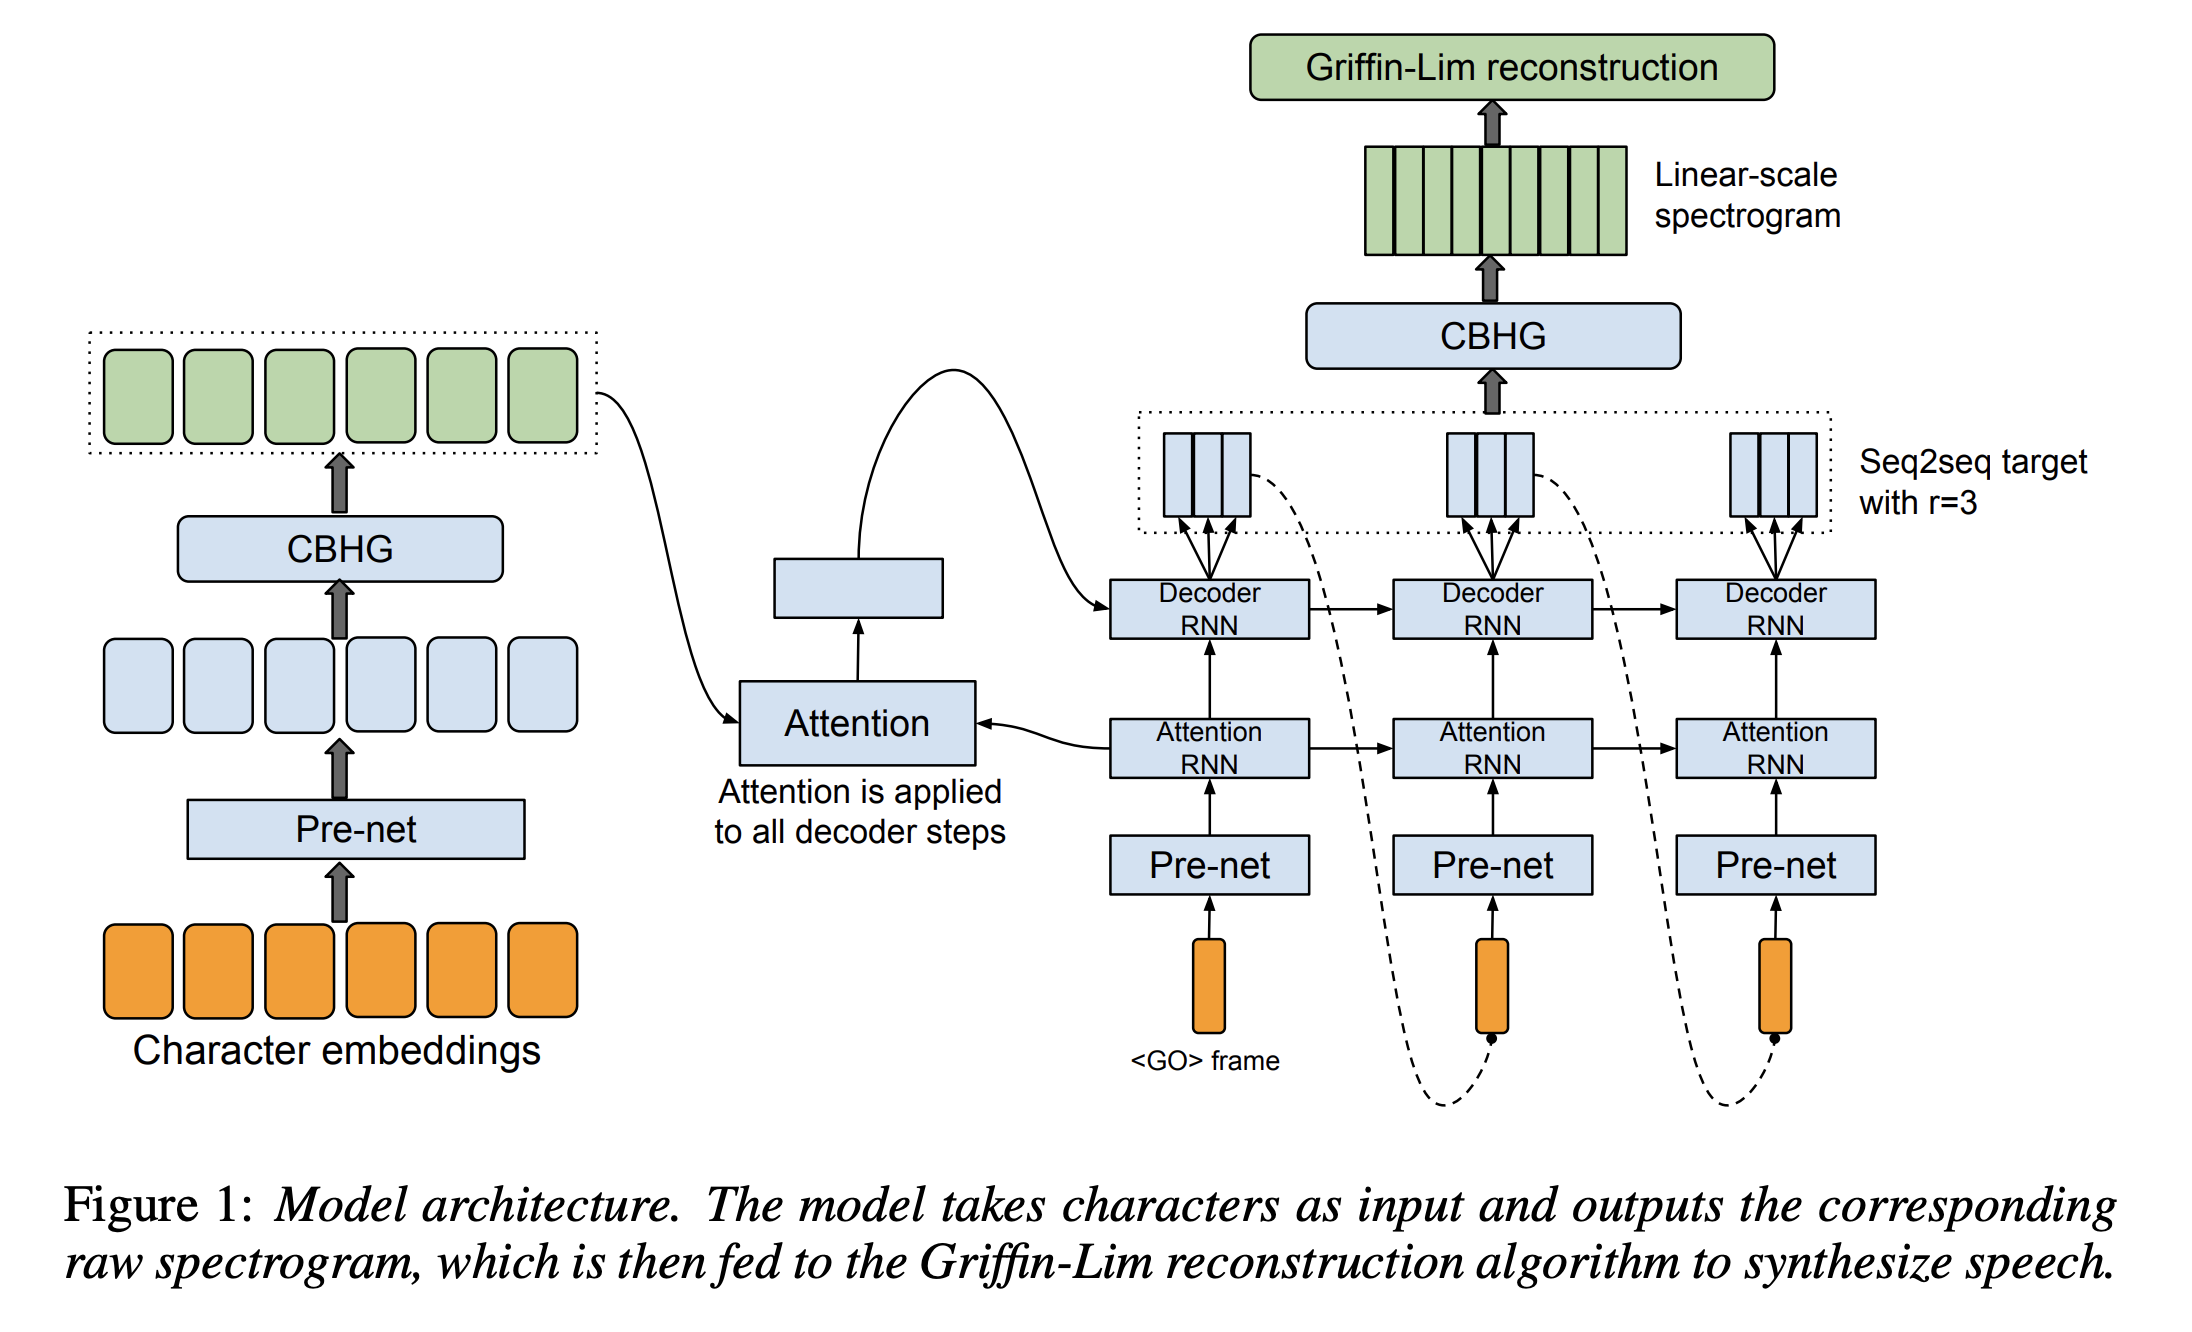 Griffin-Lim reconstruction
Linear-scale
spectrogram
CBHG
Seq2seq target
with r=3
CBHG
Decoder
RNN
Decoder
RNN
Decoder
RNN
Attention
Attention is applied
to all decoder steps
Attention
RNN
Attention
RNN
Attention
RNN
Pre-net
Pre-net
Pre-net
Pre-net
Character embeddings
<GO> frame
Figure 1: Model architecture. The model takes characters as input and outputs the corresponding
raw spectrogram, which is then fed to the Griffin-Lim reconstruction algorithm to synthesize speech.